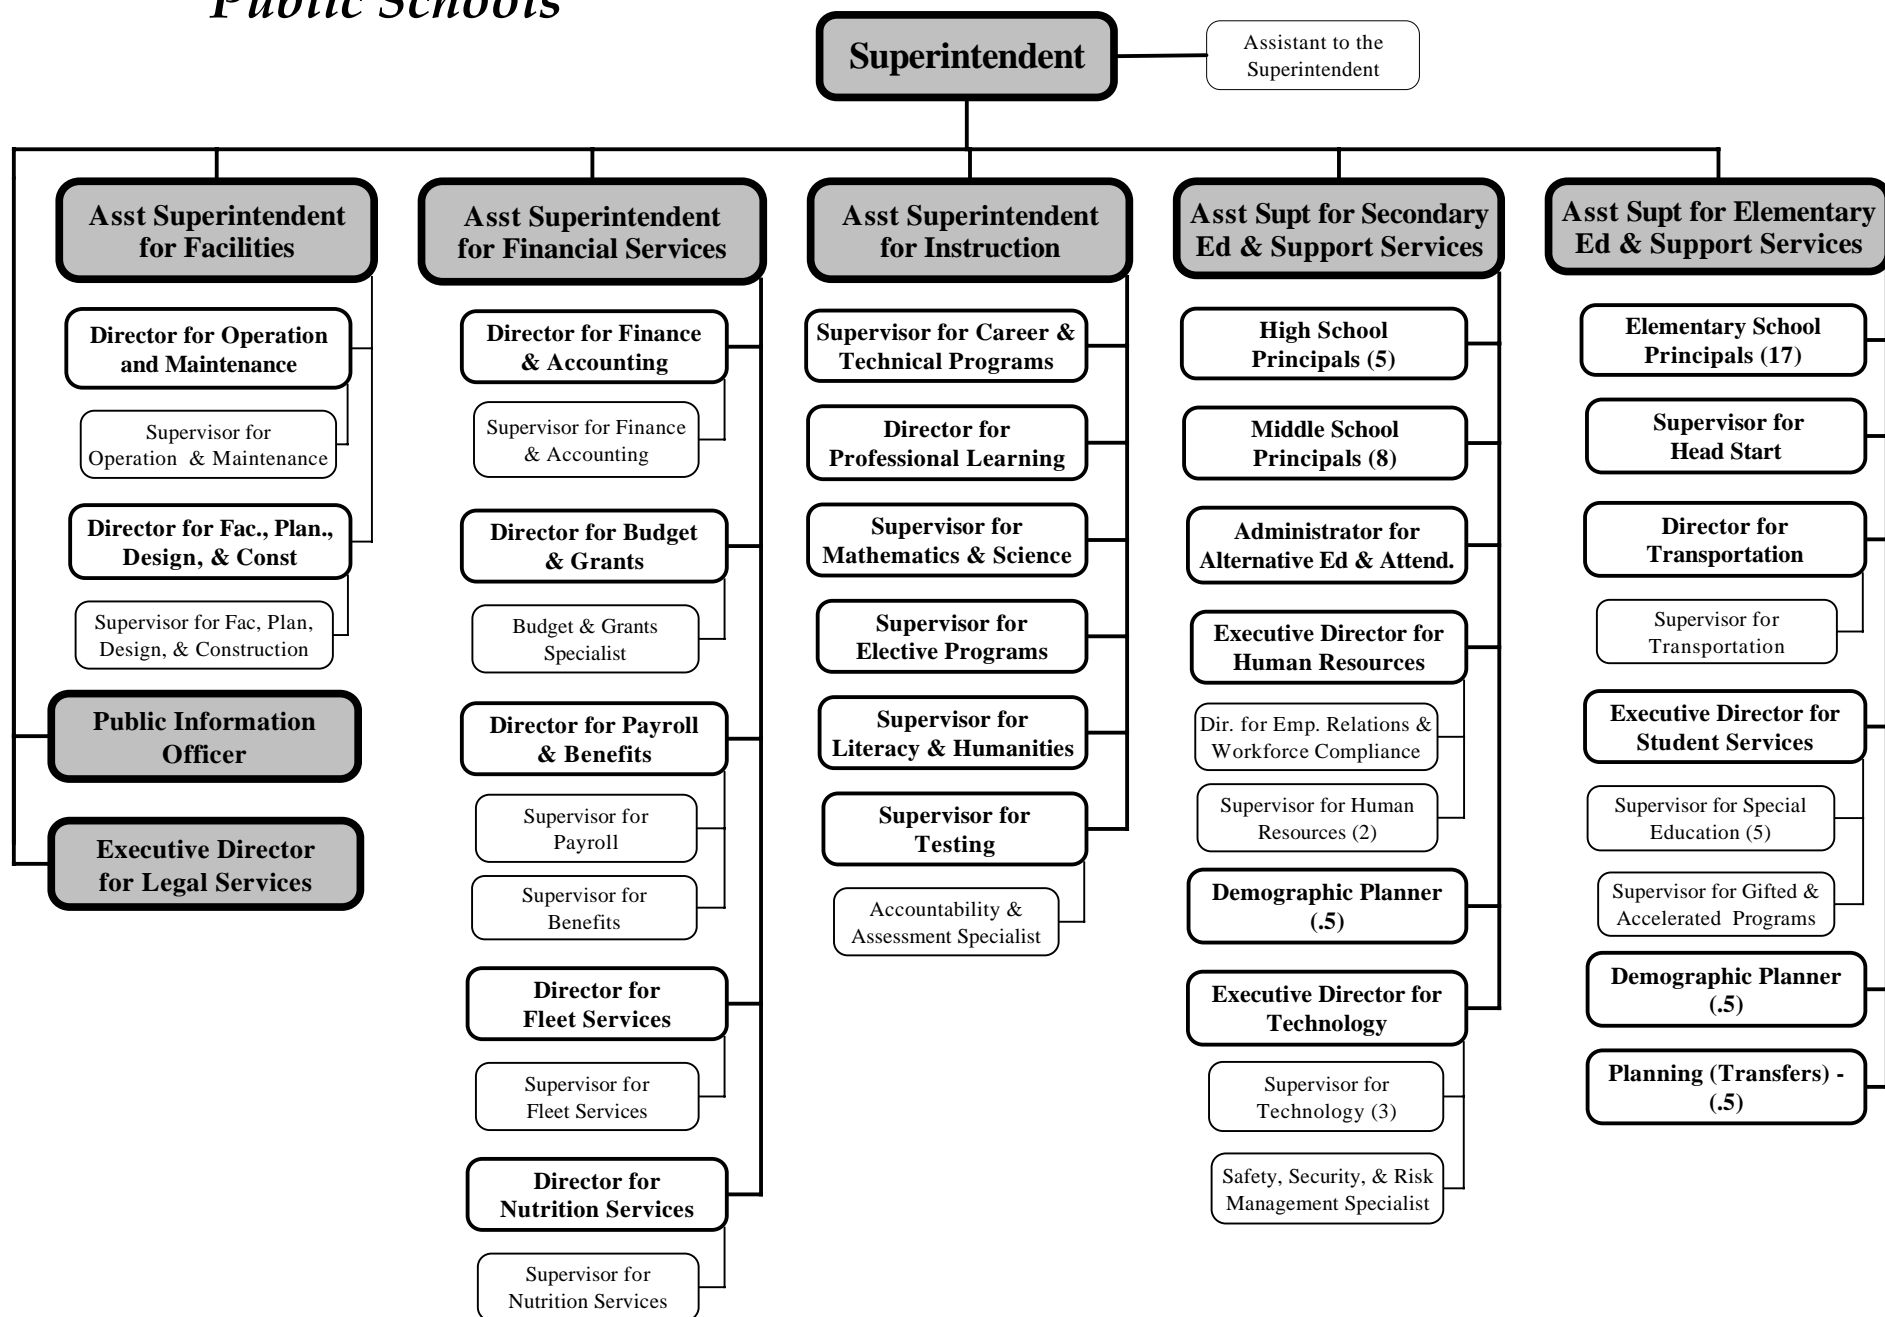 Public Schools
Superintendent
Assistant to the
Superintendent
Asst Superintendent
for Facilities
Director for Operation
and Maintenance
Supervisor for
Operation & Maintenance
Director for Fac., Plan.,
Design, & Const
Supervisor for Fac, Plan,
Design, & Construction
Public Information
Officer
Executive Director
for Legal Services
Asst Superintendent
for Financial Services
Director for Finance
& Accounting
Supervisor for Finance
& Accounting
Director for Budget
& Grants
Budget & Grants
Specialist
Director for Payroll
& Benefits
Supervisor for
Payroll
Supervisor for
Benefits
Director for
Fleet Services
Supervisor for
Fleet Services
Director for
Nutrition Services
Supervisor for
Nutrition Services
Asst Superintendent
for Instruction
Supervisor for Career &
Technical Programs
Director for
Professional Learning
Supervisor for
Mathematics & Science
Supervisor for
Elective Programs
Supervisor for
Literacy & Humanities
Supervisor for
Testing
Accountability &
Assessment Specialist
Asst Supt for Secondary
Ed & Support Services
High School
Principals (5)
Middle School
Principals (8)
Administrator for
Alternative Ed & Attend.
Executive Director for
Human Resources
Dir. for Emp. Relations &
Workforce Compliance
Supervisor for Human
Resources (2)
Demographic Planner
(.5)
Executive Director for
Technology
Supervisor for
Technology (3)
Safety, Security, & Risk
Management Specialist
Asst Supt for Elementary
Ed & Support Services
Elementary School
Principals (17)
Supervisor for
Head Start
Director for
Transportation
Supervisor for
Transportation
Executive Director for
Student Services
Supervisor for Special
Education (5)
Supervisor for Gifted &
Accelerated Programs
Demographic Planner
(.5)
Planning (Transfers) -
(.5)